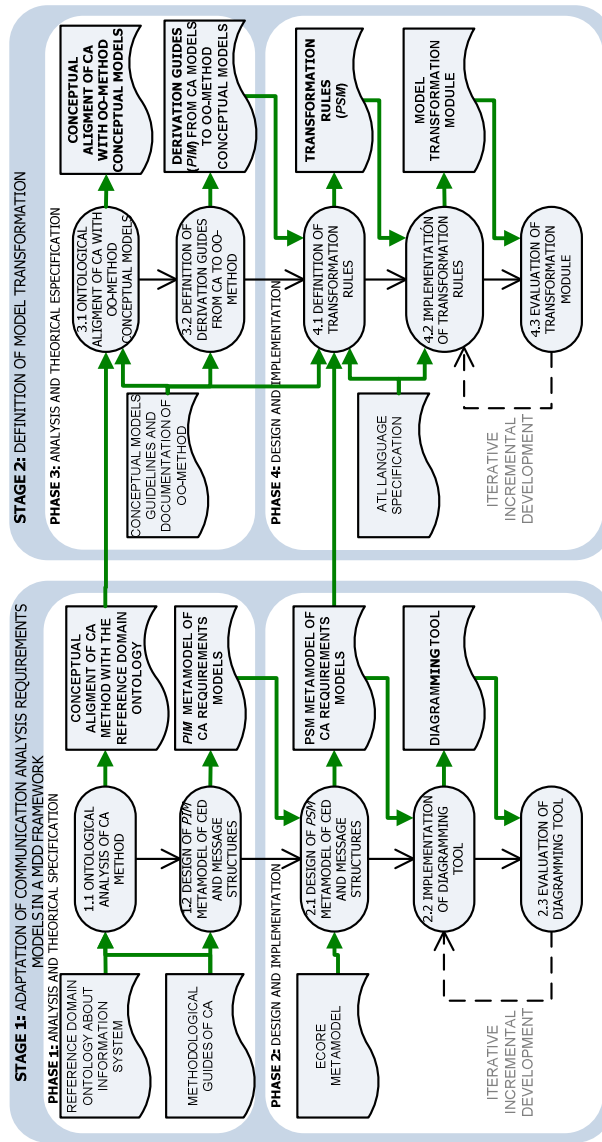 STAGE 1: ADAPTATION OF COMMUNICATION ANALYSIS REQUIREMENTS
MODELS IN A MDD FRAMEWORK
PHASE 1: ANALYSIS AND THEORICAL SPECIFICATION
REFERENCE DOMAIN
ONTOLOGY ABOUT
INFORMATION
SYSTEM
METHODOLOGICAL
GUIDES OF CA
1.1 ONTOLOGICAL
ANALYSIS OF CA
METHOD
1.2 DESIGN OF PIM
METAMODEL OF CED
AND MESSAGE
STRUCTURES
CONCEPTUAL
ALIGMENT OF CA
METHOD WITH THE
REFERENCE DOMAIN
ONTOLOGY
PIM METAMODEL OF
CA REQUIREMENTS
MODELS
PHASE 2: DESIGN AND IMPLEMENTATION
ECORE
METAMODEL
2.1 DESIGN OF PSM
METAMODEL OF CED
AND MESSAGE
STRUCTURES
2.2 IMPLEMENTATION
OF DIAGRAMMING
TOOL
2.3 EVALUATION OF
DIAGRAMMING TOOL
PSM METAMODEL OF
CA REQUIREMENTS
MODELS
DIAGRAMMING TOOL
ITERATIVE
INCREMENTAL
DEVELOPMENT
STAGE 2: DEFINITION OF MODEL TRANSFORMATION
PHASE 3: ANALYSIS AND THEORICAL ESPECIFICATION
CONCEPTUAL MODELS
GUIDELINES AND
DOCUMENTATION OF
OO-METHOD
3.1 ONTOLOGICAL
ALIGMENT OF CA WITH
OO-METHOD
CONCEPTUAL MODELS
3.2 DEFINITION OF
DERIVATION GUIDES
FROM CA TO OO-
METHOD
CONCEPTUAL
ALIGMENT OF CA
WITH OO-METHOD
CONCEPTUAL MODELS
DERIVATION GUIDES
(PIM) FROM CA MODELS
TO OO-METHOD
CONCEPTUAL MODELS
PHASE 4: DESIGN AND IMPLEMENTATION
ATL LANGUAGE
SPECIFICATION
4.1 DEFINITION OF
TRANSFORMATION
RULES
4.2 IMPLEMENTATIÓN
OF TRANSFORMATION
RULES
4.3 EVALUATION OF
TRANSFORMATION
MODULE
TRANSFORMATION
RULES
(PSM)
MODEL
TRANSFORMATION
MODULE
ITERATIVE
INCREMENTAL
DEVELOPMENT